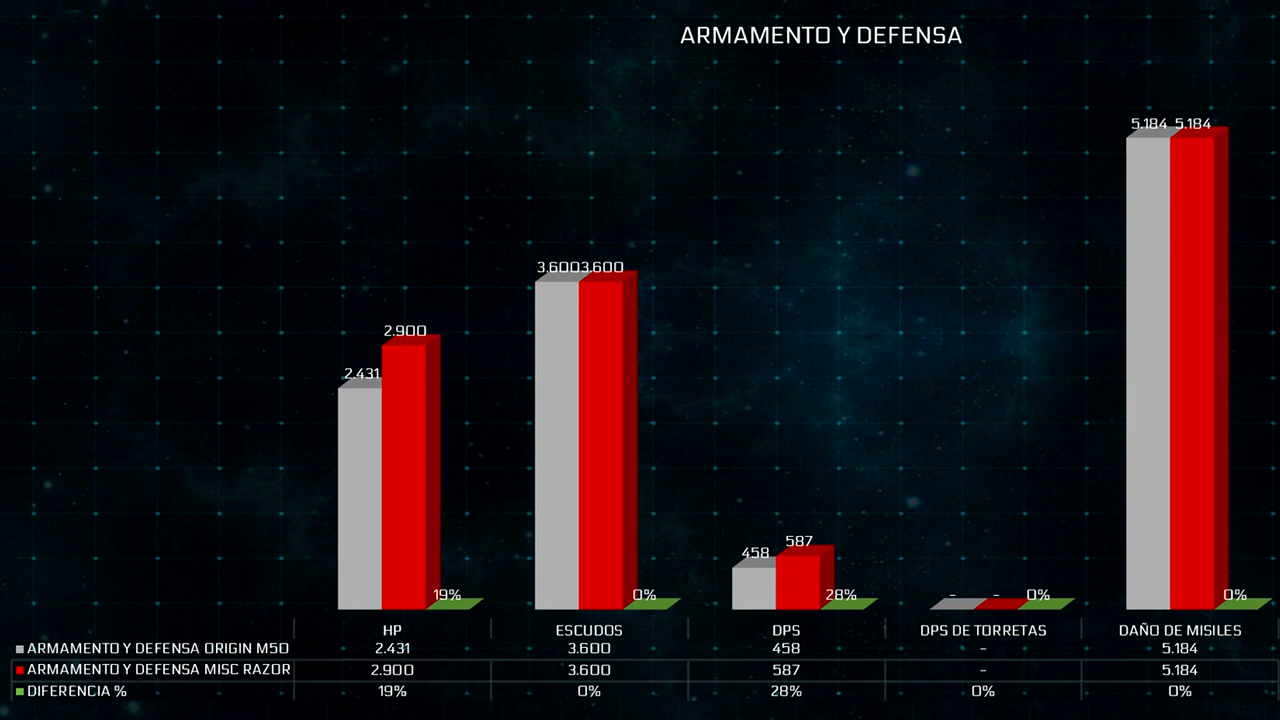 ARMAMENTO Y DEFENSA
5.184 5.184
3.600 3.600
2.900
2.431
587
458
19% 0% 28% - - 0% 0%
HP ESCUDOS DPS DPS DE TORRETAS DAÑO DE MISILES
ARMAMENTO Y DEFENSA ORIGIN M50 2.431 3.600 458 - 5.184
ARMAMENTO Y DEFENSA MISC RAZOR 2.900 3.600 587 - 5.184
DIFERENCIA % 19% 0% 28% 0% 0%